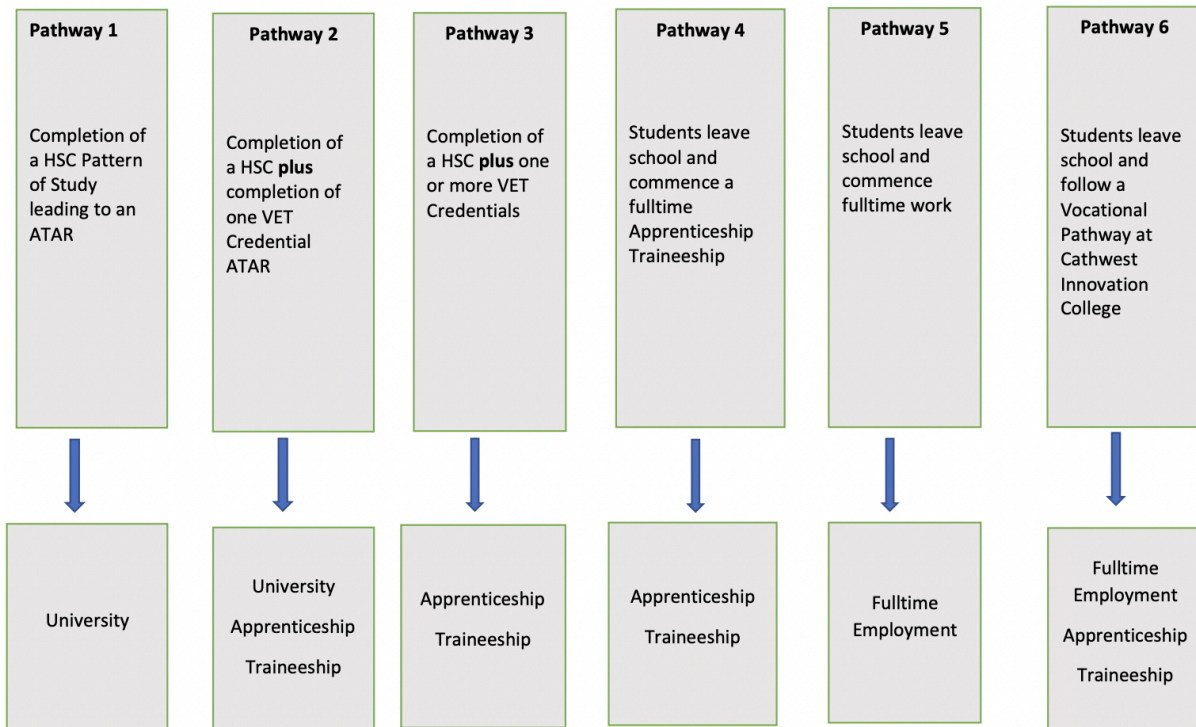 Pathway 1
Completion of
a HSC Pattern
of Study
leading to an
ATAR
University
Pathway 2
Completion of
a HSC plus
completion of
one VET
Credential
ATAR
University
Apprenticeship
Traineeship
Pathway 3
Completion of
a HSC plus one
or more VET
Credentials
Apprenticeship
Traineeship
Pathway 4
Students leave
school and
commence a
fulltime
Apprenticeship
Traineeship
Apprenticeship
Traineeship
Pathway 5
Students leave
school and
commence
fulltime work
Fulltime
Employment
Pathway 6
Students leave
school and
follow a
Vocational
Pathway at
Cathwest
Innovation
College
Fulltime
Employment
Apprenticeship
Traineeship